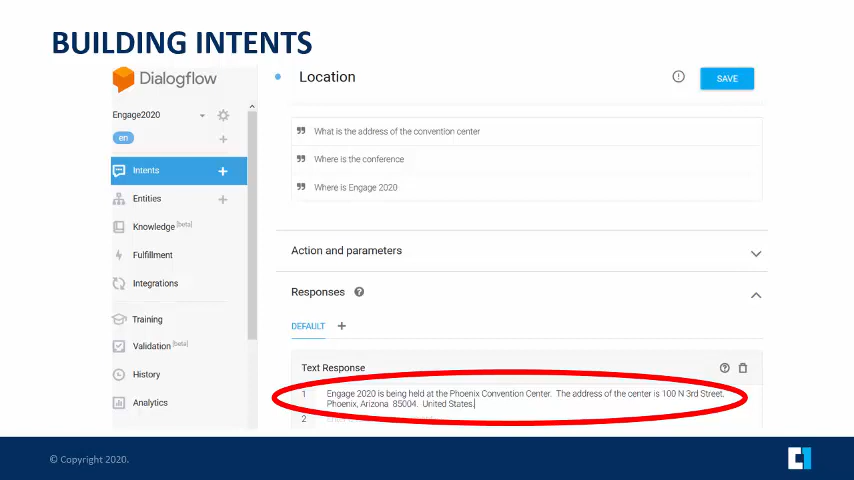 BUILDING INTENTS
Dialogflow
Location
SAVE
Engage2020
en
What is the address of the convention center
Where is the conference
Where is Engage 2020
Intents
Entities
Knowledge [beta]
Fulfillment
Integrations
Training
Validation [beta]
History
Analytics
Action and parameters
Responses
DEFAULT
Text Response
1 Engage 2020 is being held at the Phoenix Convention Center. The address of the center is 100 N 3rd Street,
Phoenix, Arizona 85004. United States.
2
© Copyright 2020.